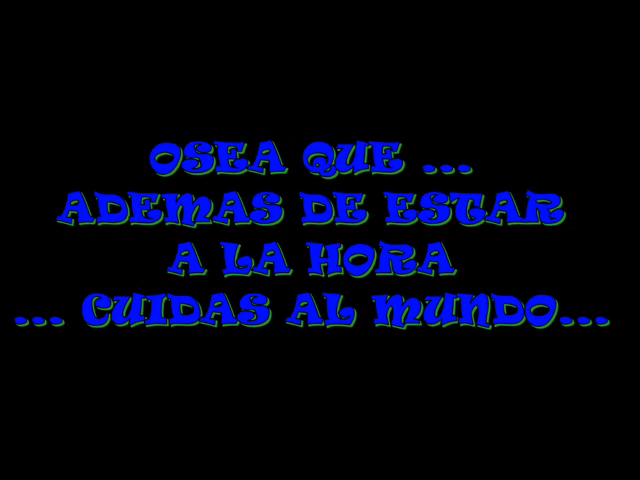 OSEA QUE ...
ADEMAS DE ESTAR
A LA HORA
... CUIDAS AL MUNDO...